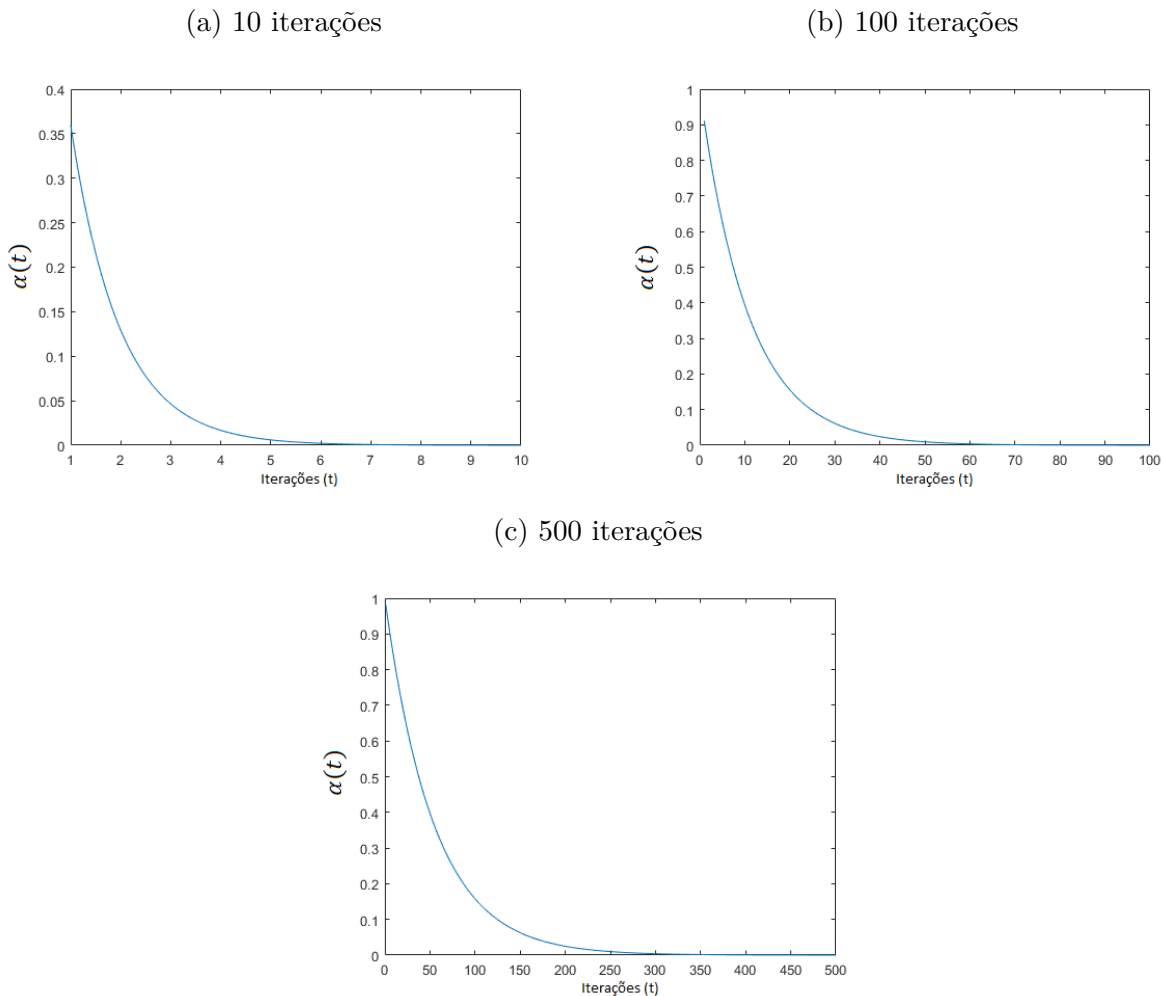 (a) 10 iterações
(b) 100 iterações
0.4
0.35
0.3
0.25
0.2
0.15
0.1
0.05
0
α(t)
1 2 3 4 5 6 7 8 9 10
Iterações (t)
1
0.9
0.8
0.7
0.6
0.5
0.4
0.3
0.2
0.1
0
α(t)
0 10 20 30 40 50 60 70 80 90 100
Iterações (t)
(c) 500 iterações
1
0.9
0.8
0.7
0.6
0.5
0.4
0.3
0.2
0.1
0
α(t)
0 50 100 150 200 250 300 350 400 450 500
Iterações (t)